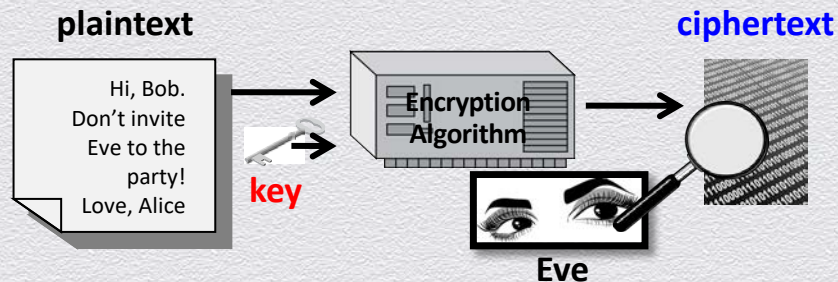 plaintext
ciphertext
Hi, Bob.
Don’t invite
Eve to the
party!
Love, Alice
Encryption
Algorithm
key
Eve